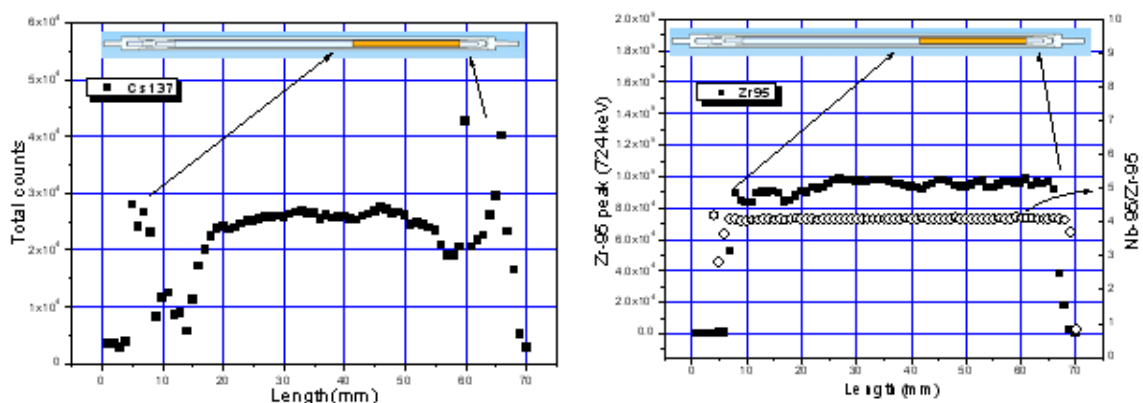 6x10⁴
5x10⁴
4x10⁴
3x10⁴
2x10⁴
1x10⁴
0
Total counts
Cs137
0 10 20 30 40 50 60 70
Length(mm)
2.0x10⁵
1.8x10⁵
1.6x10⁵
1.4x10⁵
1.2x10⁵
1.0x10⁵
8.0x10⁴
6.0x10⁴
4.0x10⁴
2.0x10⁴
0.0
Zr-95 peak (724 keV)
Zr95
0 10 20 30 40 50 60 70
Length (mm)
10
9
8
7
6
5
4
3
2
1
0
Nb-95/Zr-95